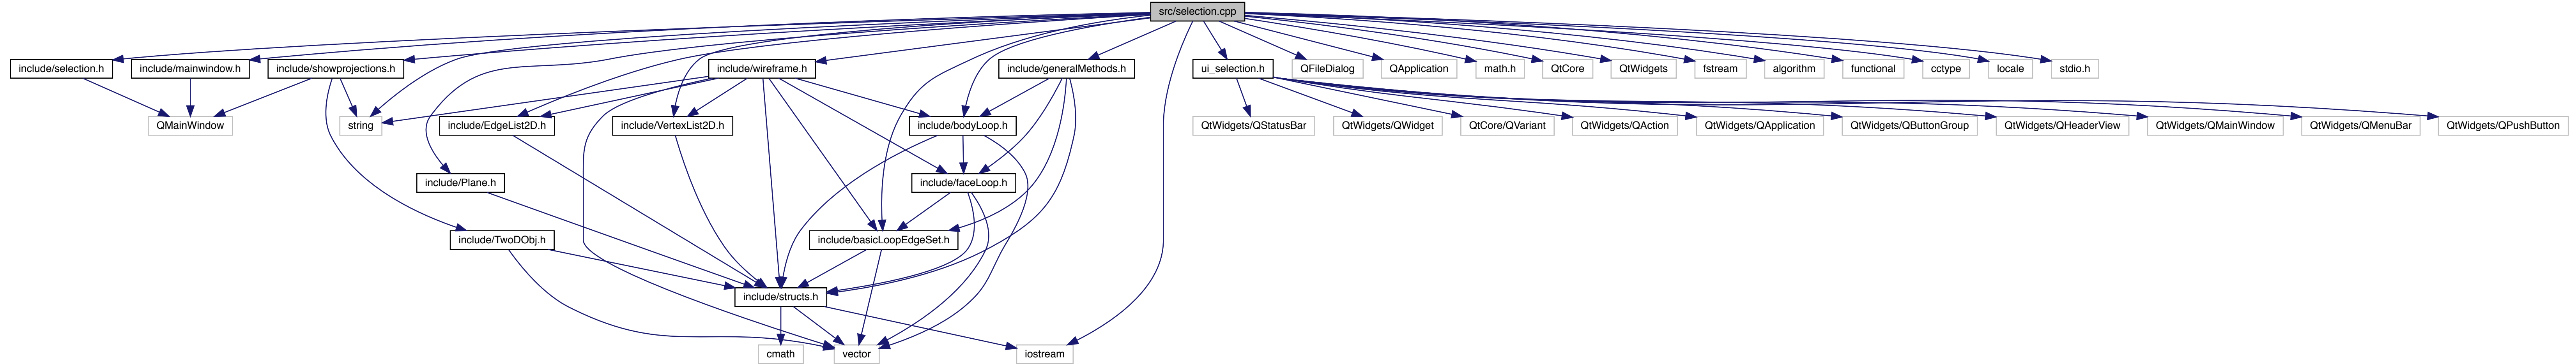 src/selection.cpp
include/selection.h
include/mainwindow.h
include/showprojections.h
include/wireframe.h
include/generalMethods.h
ui_selection.h
QFileDialog
QApplication
math.h
QtCore
QtWidgets
fstream
algorithm
functional
cctype
locale
stdio.h
QMainWindow
string
include/EdgeList2D.h
include/VertexList2D.h
include/bodyLoop.h
QtWidgets/QStatusBar
QtWidgets/QWidget
QtCore/QVariant
QtWidgets/QAction
QtWidgets/QApplication
QtWidgets/QButtonGroup
QtWidgets/QHeaderView
QtWidgets/QMainWindow
QtWidgets/QMenuBar
QtWidgets/QPushButton
include/Plane.h
include/faceLoop.h
include/TwoDObj.h
include/basicLoopEdgeSet.h
include/structs.h
cmath
vector
iostream